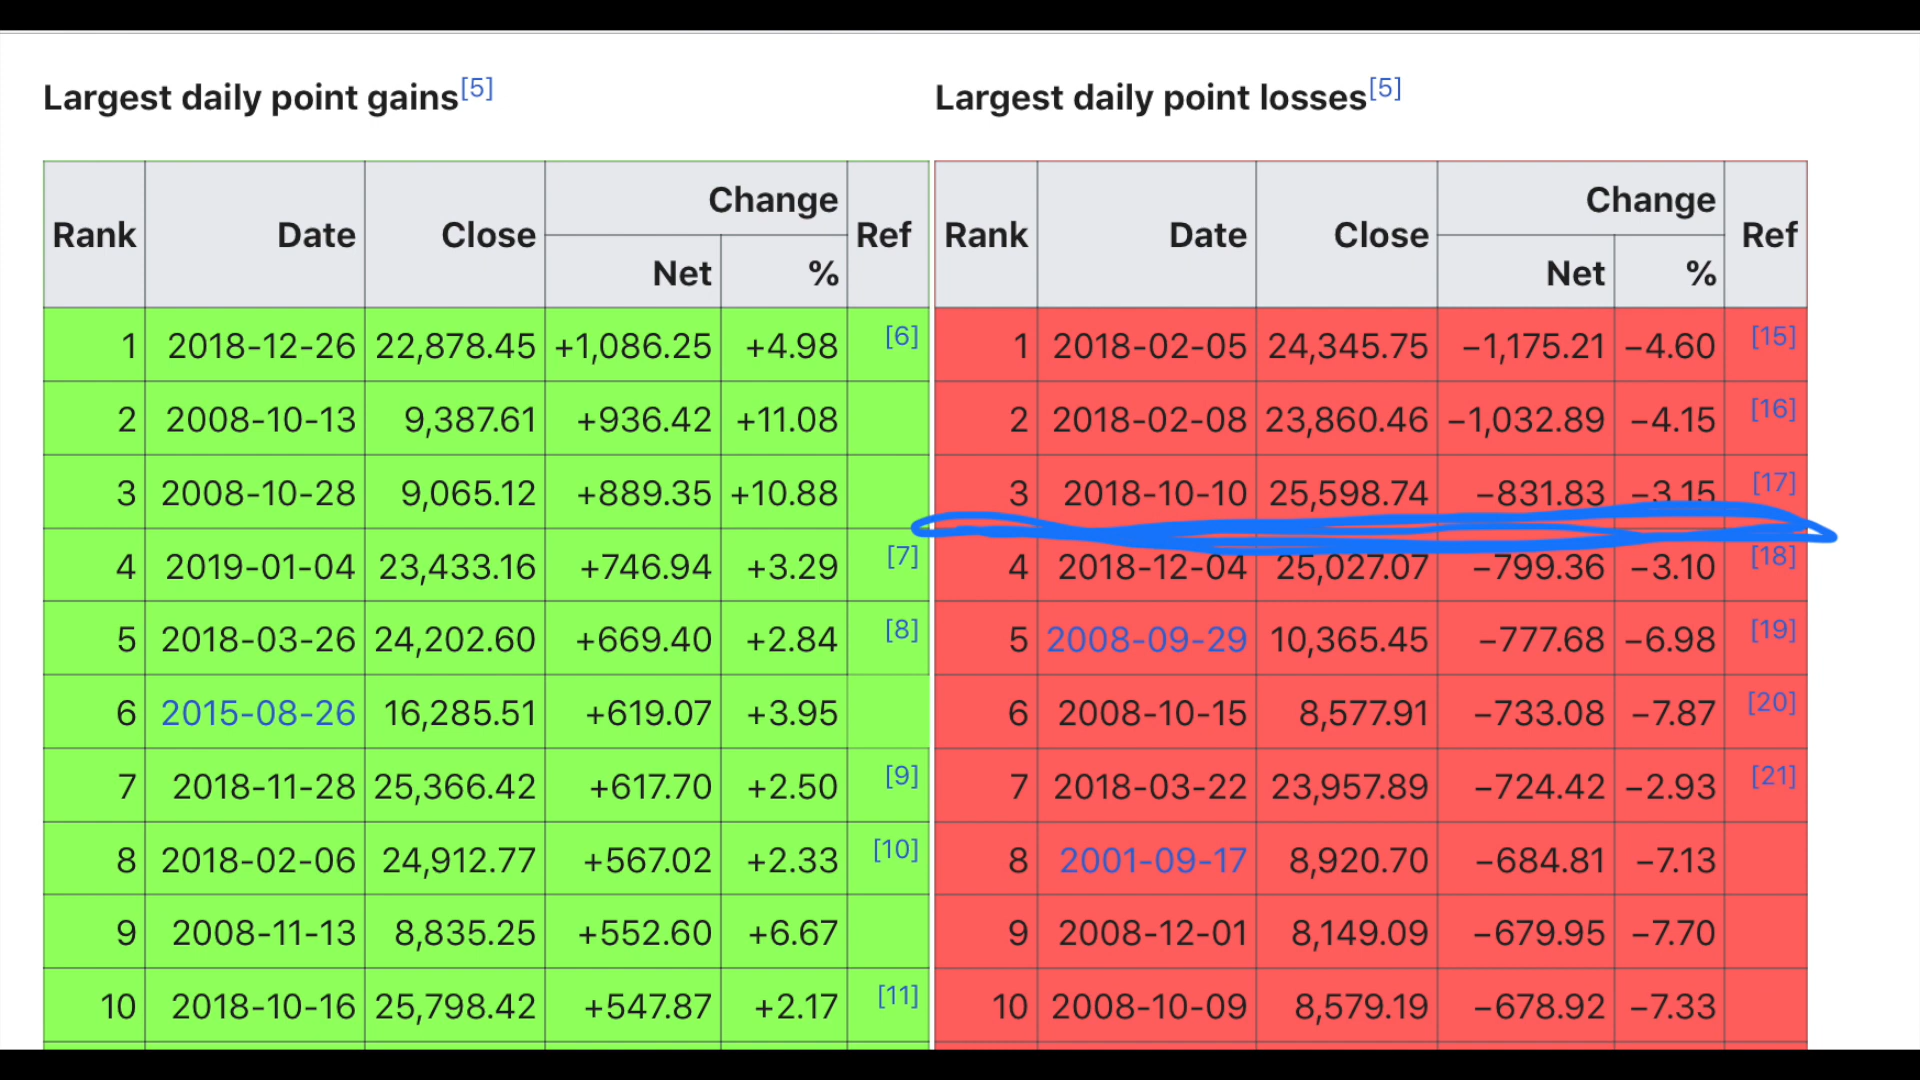 Largest daily point gains[5]
Rank Date Close Change Ref
Net %
1 2018-12-26 22,878.45 +1,086.25 +4.98 [6]
2 2008-10-13 9,387.61 +936.42 +11.08
3 2008-10-28 9,065.12 +889.35 +10.88
4 2019-01-04 23,433.16 +746.94 +3.29 [7]
5 2018-03-26 24,202.60 +669.40 +2.84 [8]
6 2015-08-26 16,285.51 +619.07 +3.95
7 2018-11-28 25,366.42 +617.70 +2.50 [9]
8 2018-02-06 24,912.77 +567.02 +2.33 [10]
9 2008-11-13 8,835.25 +552.60 +6.67
10 2018-10-16 25,798.42 +547.87 +2.17 [11]
Largest daily point losses[5]
Rank Date Close Change Ref
Net %
1 2018-02-05 24,345.75 −1,175.21 −4.60 [15]
2 2018-02-08 23,860.46 −1,032.89 −4.15 [16]
3 2018-10-10 25,598.74 −831.83 −3.15 [17]
4 2018-12-04 25,027.07 −799.36 −3.10 [18]
5 2008-09-29 10,365.45 −777.68 −6.98 [19]
6 2008-10-15 8,577.91 −733.08 −7.87 [20]
7 2018-03-22 23,957.89 −724.42 −2.93 [21]
8 2001-09-17 8,920.70 −684.81 −7.13
9 2008-12-01 8,149.09 −679.95 −7.70
10 2008-10-09 8,579.19 −678.92 −7.33